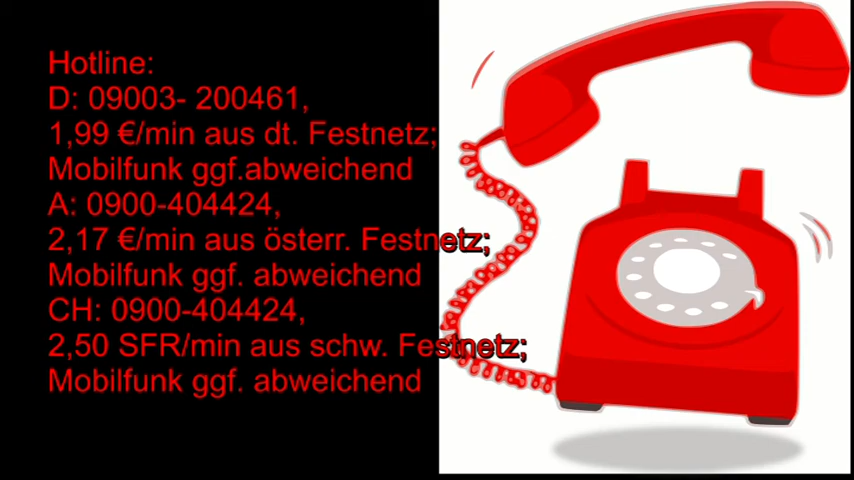 Hotline:
D: 09003- 200461,
1,99 €/min aus dt. Festnetz;
Mobilfunk ggf.abweichend
A: 0900-404424,
2,17 €/min aus österr. Festnetz;
Mobilfunk ggf. abweichend
CH: 0900-404424,
2,50 SFR/min aus schw. Festnetz;
Mobilfunk ggf. abweichend